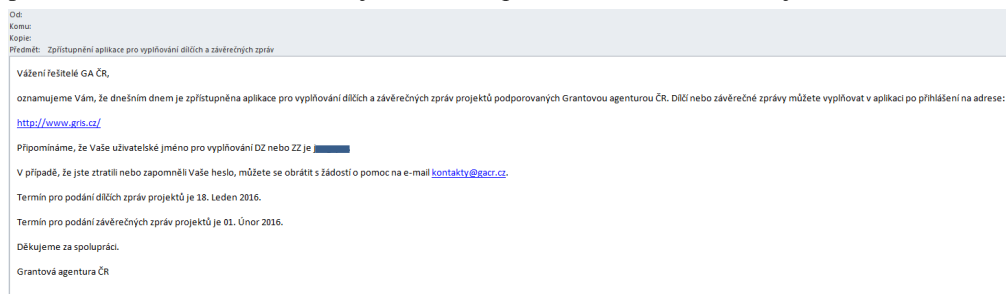 Od:
Komu:
Kopie:
Předmět: Zpřístupnění aplikace pro vyplňování dílčích a závěrečných zpráv
Vážení řešitelé GA ČR,
oznamujeme Vám, že dnešním dnem je zpřístupněna aplikace pro vyplňování dílčích a závěrečných zpráv projektů podporovaných Grantovou agenturou ČR. Dílčí nebo závěrečné zprávy můžete vyplňovat v aplikaci po přihlášení na adrese:
http://www.gris.cz/
Připomínáme, že Vaše uživatelské jméno pro vyplňování DZ nebo ZZ je
V případě, že jste ztratili nebo zapomněli Vaše heslo, můžete se obrátit s žádostí o pomoc na e-mail kontakty@gacr.cz.
Termín pro podání dílčích zpráv projektů je 18. Leden 2016.
Termín pro podání závěrečných zpráv projektů je 01. Únor 2016.
Děkujeme za spolupráci.
Grantová agentura ČR